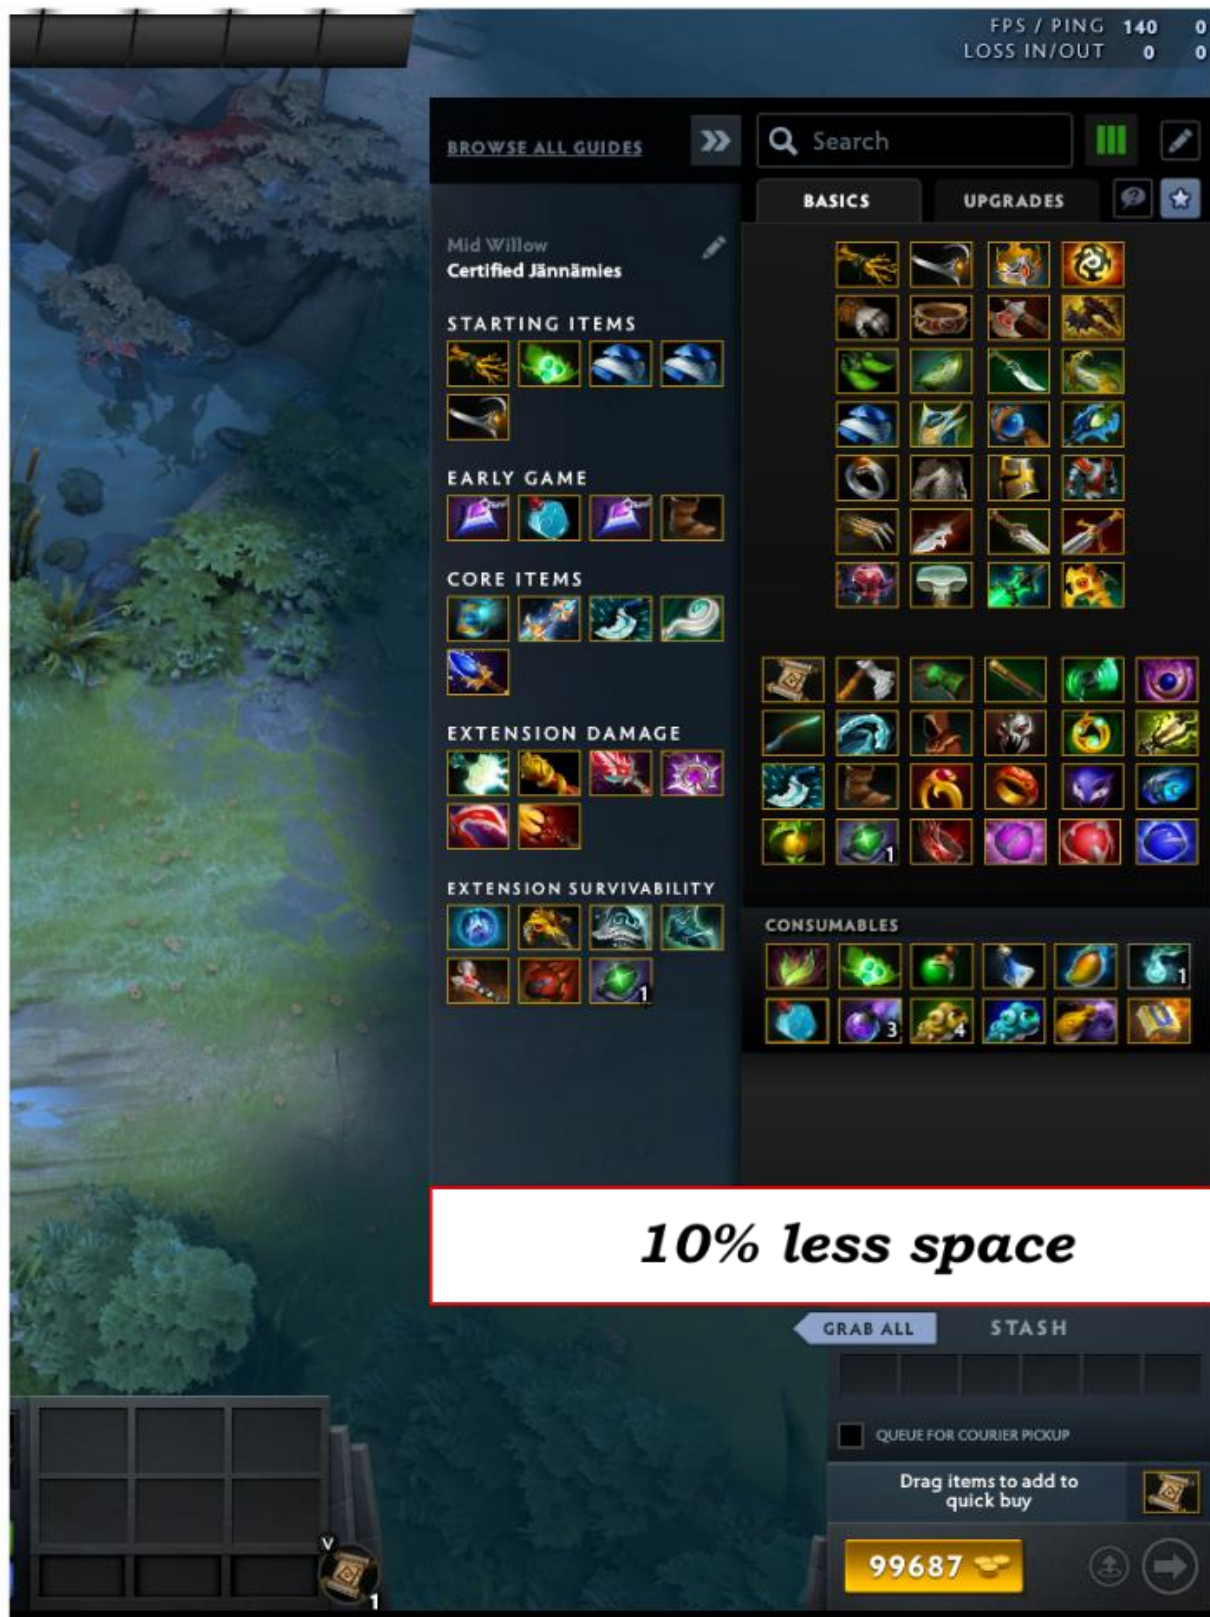 FPS / PING 140 0
LOSS IN/OUT 0 0
BROWSE ALL GUIDES
Search
BASICS
UPGRADES
Mid Willow
Certified Jännämies
STARTING ITEMS
EARLY GAME
CORE ITEMS
EXTENSION DAMAGE
1
EXTENSION SURVIVABILITY
1
CONSUMABLES
1
3
4
10% less space
GRAB ALL
STASH
QUEUE FOR COURIER PICKUP
Drag items to add to
quick buy
V
1
99687